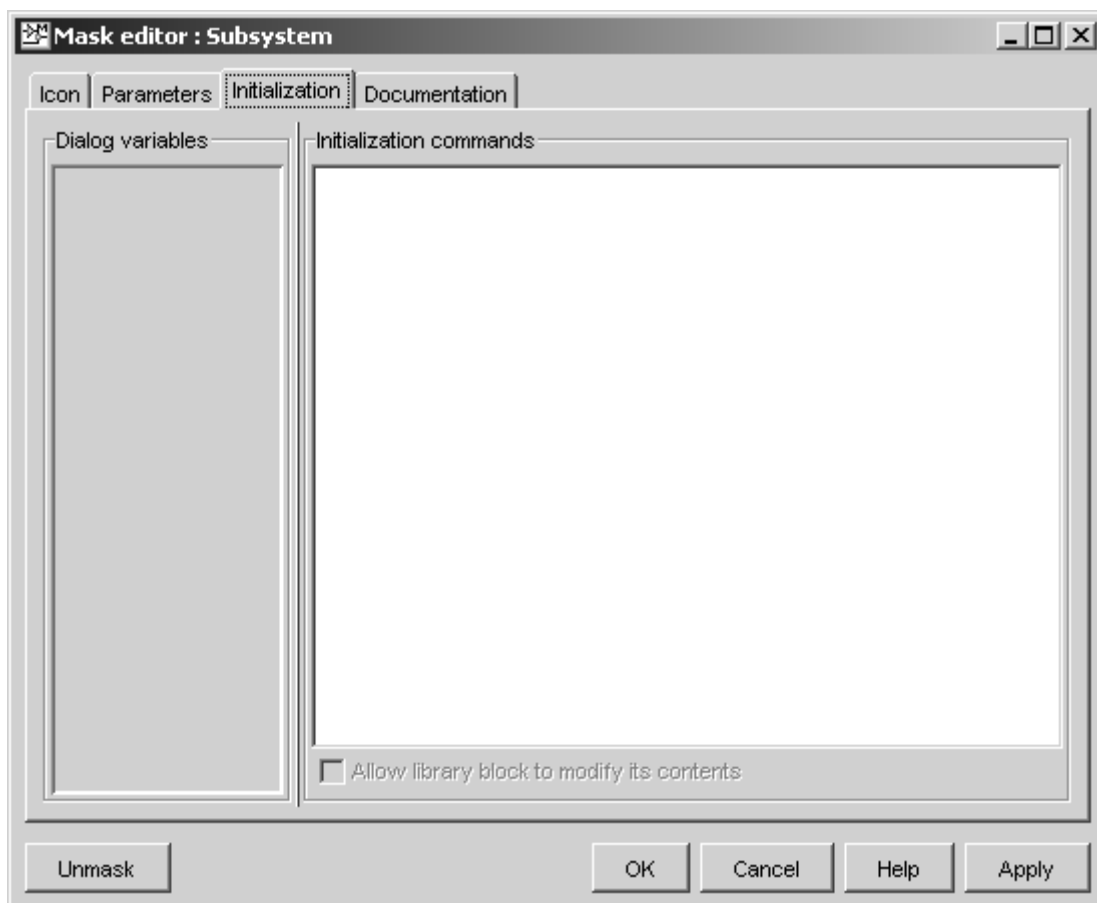 Mask editor : Subsystem
Icon Parameters Initialization Documentation
Dialog variables Initialization commands
Allow library block to modify its contents
Unmask OK Cancel Help Apply